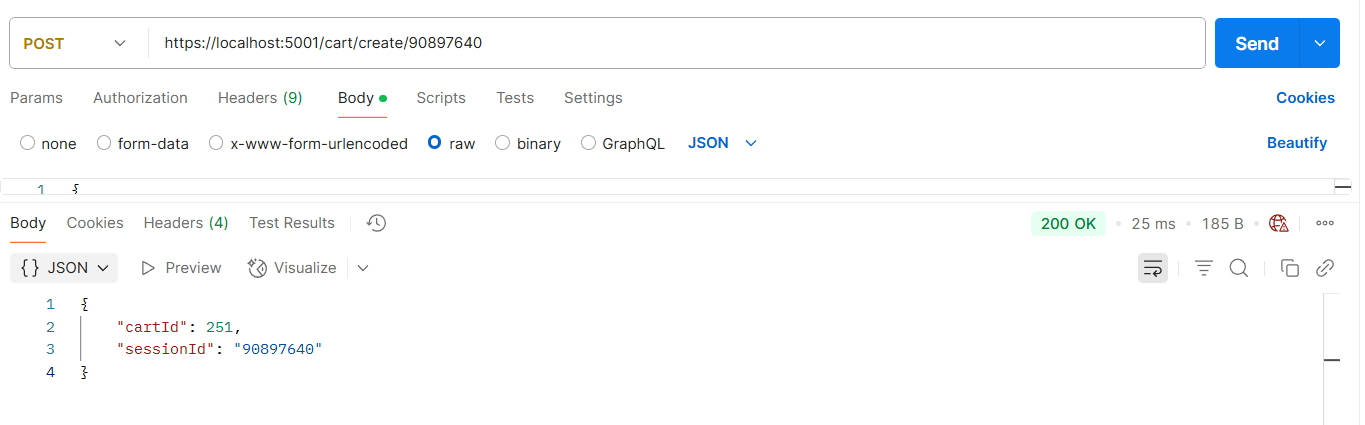 POST https://localhost:5001/cart/create/90897640 Send
Params Authorization Headers (9) Body Scripts Tests Settings Cookies
none form-data x-www-form-urlencoded raw binary GraphQL JSON Beautify
1 {
Body Cookies Headers (4) Test Results 200 OK 25 ms 185 B
{} JSON Preview Visualize
1 {
2 "cartId": 251,
3 "sessionId": "90897640"
4 }